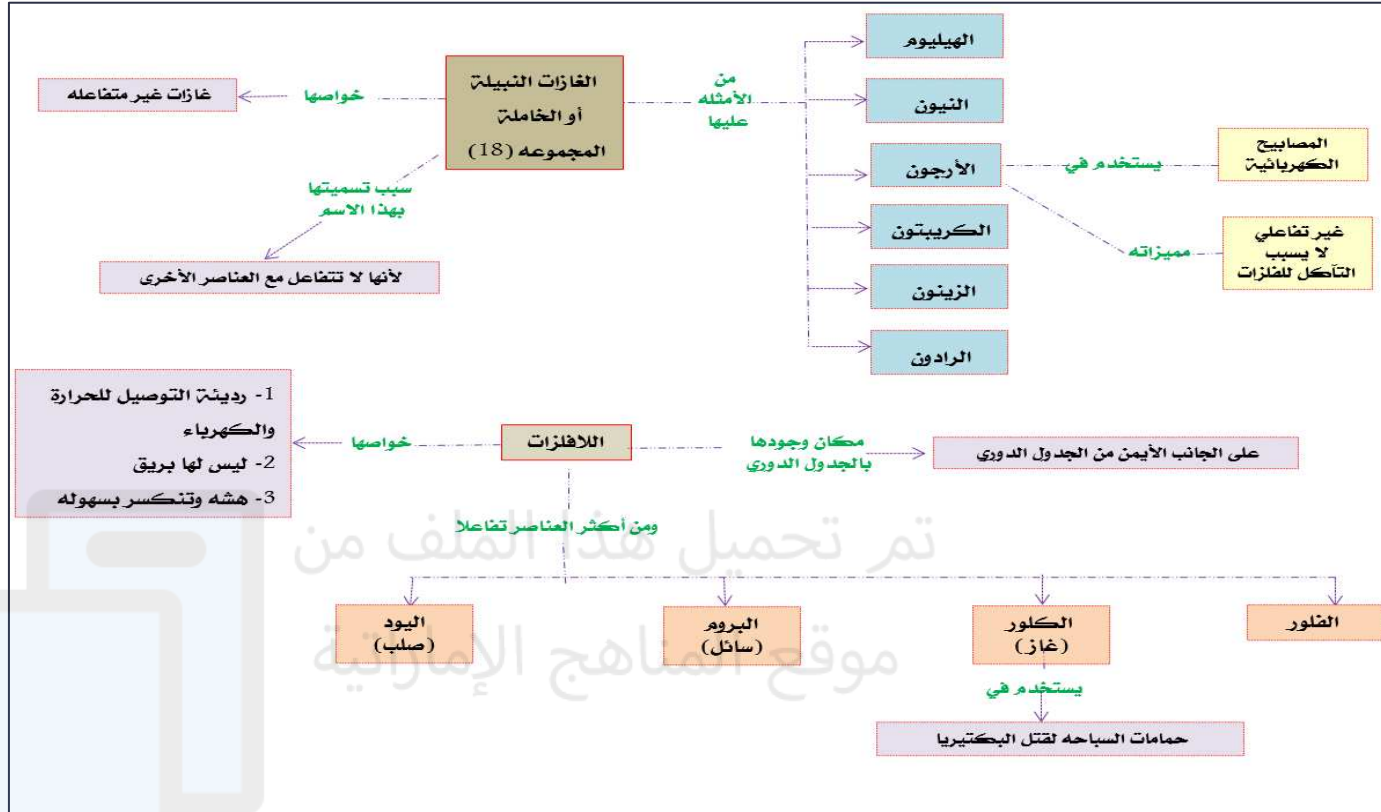 الغازات النبيلة
أو الخاملة
المجموعه (18)
خواصها
غازات غير متفاعله
سبب تسميتها
بهذا الاسم
لأنها لا تتفاعل مع العناصر الأخرى
من
الأمثله
عليها
الهيليوم
النيون
الأرجون
الكريبتون
الزينون
الرادون
يستخدم في
المصابيح
الكهربائية
مميزاته
غير تفاعلي
لا يسبب
التآكل للفلزات
اللافلزات
مكان وجودها
بالجدول الدوري
على الجانب الأيمن من الجدول الدوري
خواصها
1- رديئة التوصيل للحرارة
والكهرباء
2- ليس لها بريق
3- هشه وتنكسر بسهوله
ومن أكثر العناصر تفاعلا
الفلور
الكلور
(غاز)
البروم
(سائل)
اليود
(صلب)
يستخدم في
حمامات السباحه لقتل البكتيريا
تم تحميل هذا الملف من
موقع المناهج الإماراتية